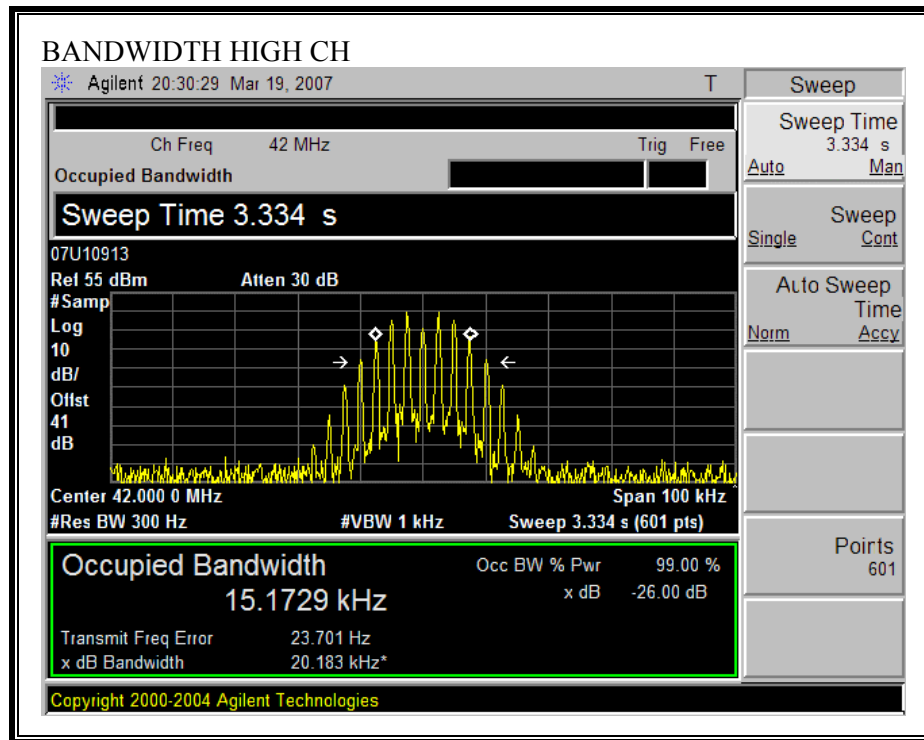 BANDWIDTH HIGH CH
Agilent 20:30:29 Mar 19, 2007 T
Ch Freq 42 MHz Trig Free
Occupied Bandwidth
Sweep Time 3.334 s
07U10913
Ref 55 dBm Atten 30 dB
#Samp
Log
10
dB/
Offst
41
dB
Center 42.000 0 MHz Span 100 kHz
#Res BW 300 Hz #VBW 1 kHz Sweep 3.334 s (601 pts)
Occupied Bandwidth Occ BW % Pwr 99.00 %
15.1729 kHz x dB -26.00 dB
Transmit Freq Error 23.701 Hz
x dB Bandwidth 20.183 kHz*
Copyright 2000-2004 Agilent Technologies
Sweep
Sweep Time
3.334 s
Auto Man
Sweep
Single Cont
Auto Sweep
Time
Norm Accy
Points
601